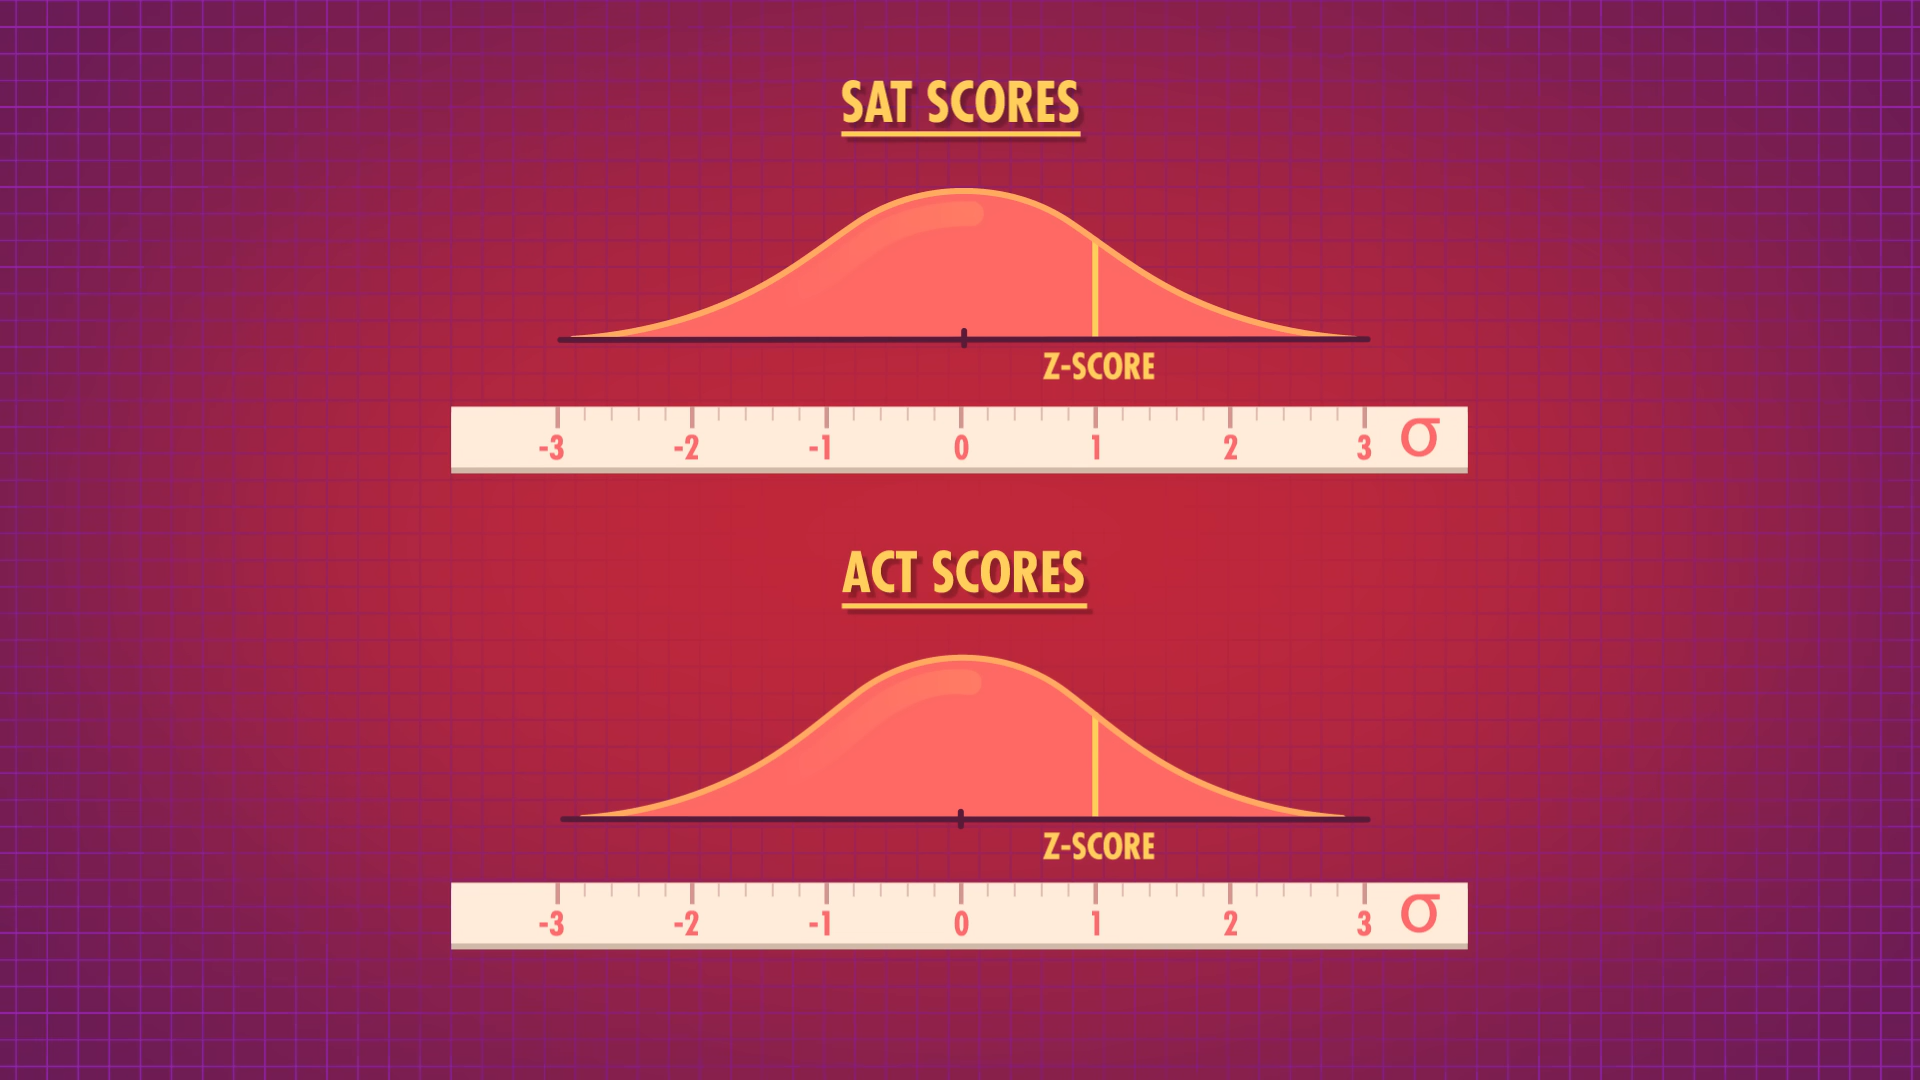 SAT SCORES
Z-SCORE
-3 -2 -1 0 1 2 3 σ
ACT SCORES
Z-SCORE
-3 -2 -1 0 1 2 3 σ